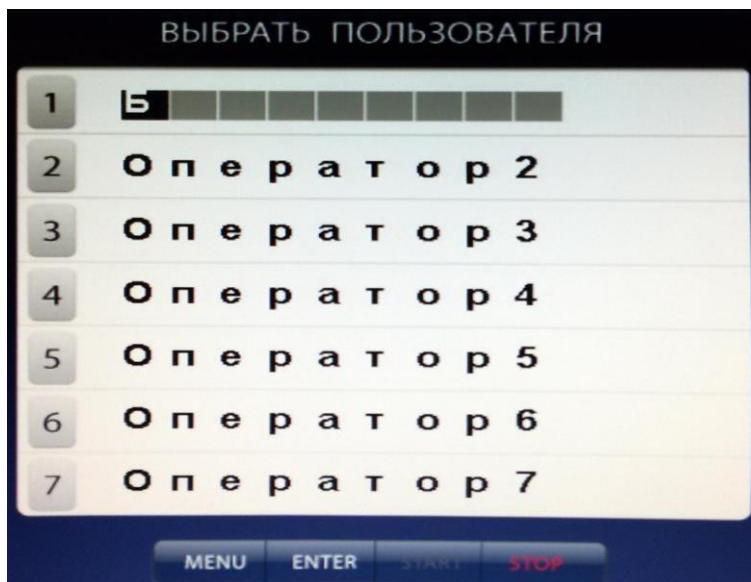 ВЫБРАТЬ ПОЛЬЗОВАТЕЛЯ
1 Б
2 Оператор2
3 Оператор3
4 Оператор4
5 Оператор5
6 Оператор6
7 Оператор7
MENU ENTER START STOP